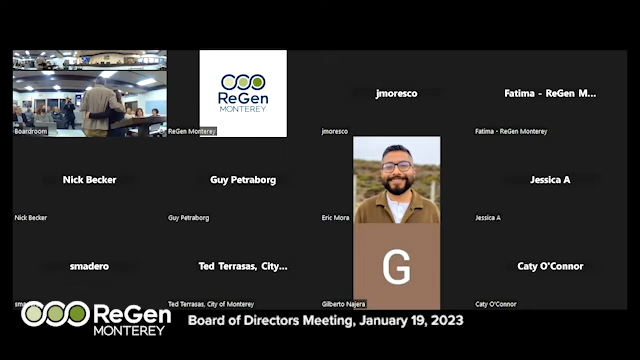 ReGen
MONTEREY
jmoresco
Fatima - ReGen M...
Boardroom
ReGen Monterey
jmoresco
Fatima - ReGen Monterey
Nick Becker
Guy Petraborg
Jessica A
Nick Becker
Guy Petraborg
Eric Mora
Jessica A
smadero
Ted Terrasas, City...
G
Caty O'Connor
Ted Terrasas, City of Monterey
Gilberto Najera
Caty O'Connor
ReGen
MONTEREY
Board of Directors Meeting, January 19, 2023